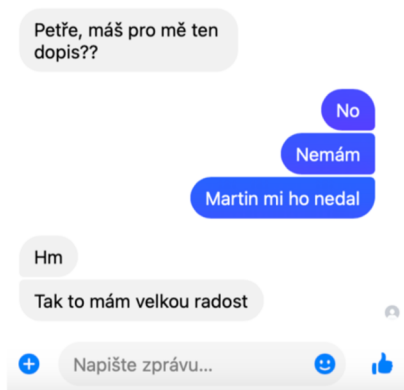 Petře, máš pro mě ten
dopis??
No
Nemám
Martin mi ho nedal
Hm
Tak to mám velkou radost
Napište zprávu...